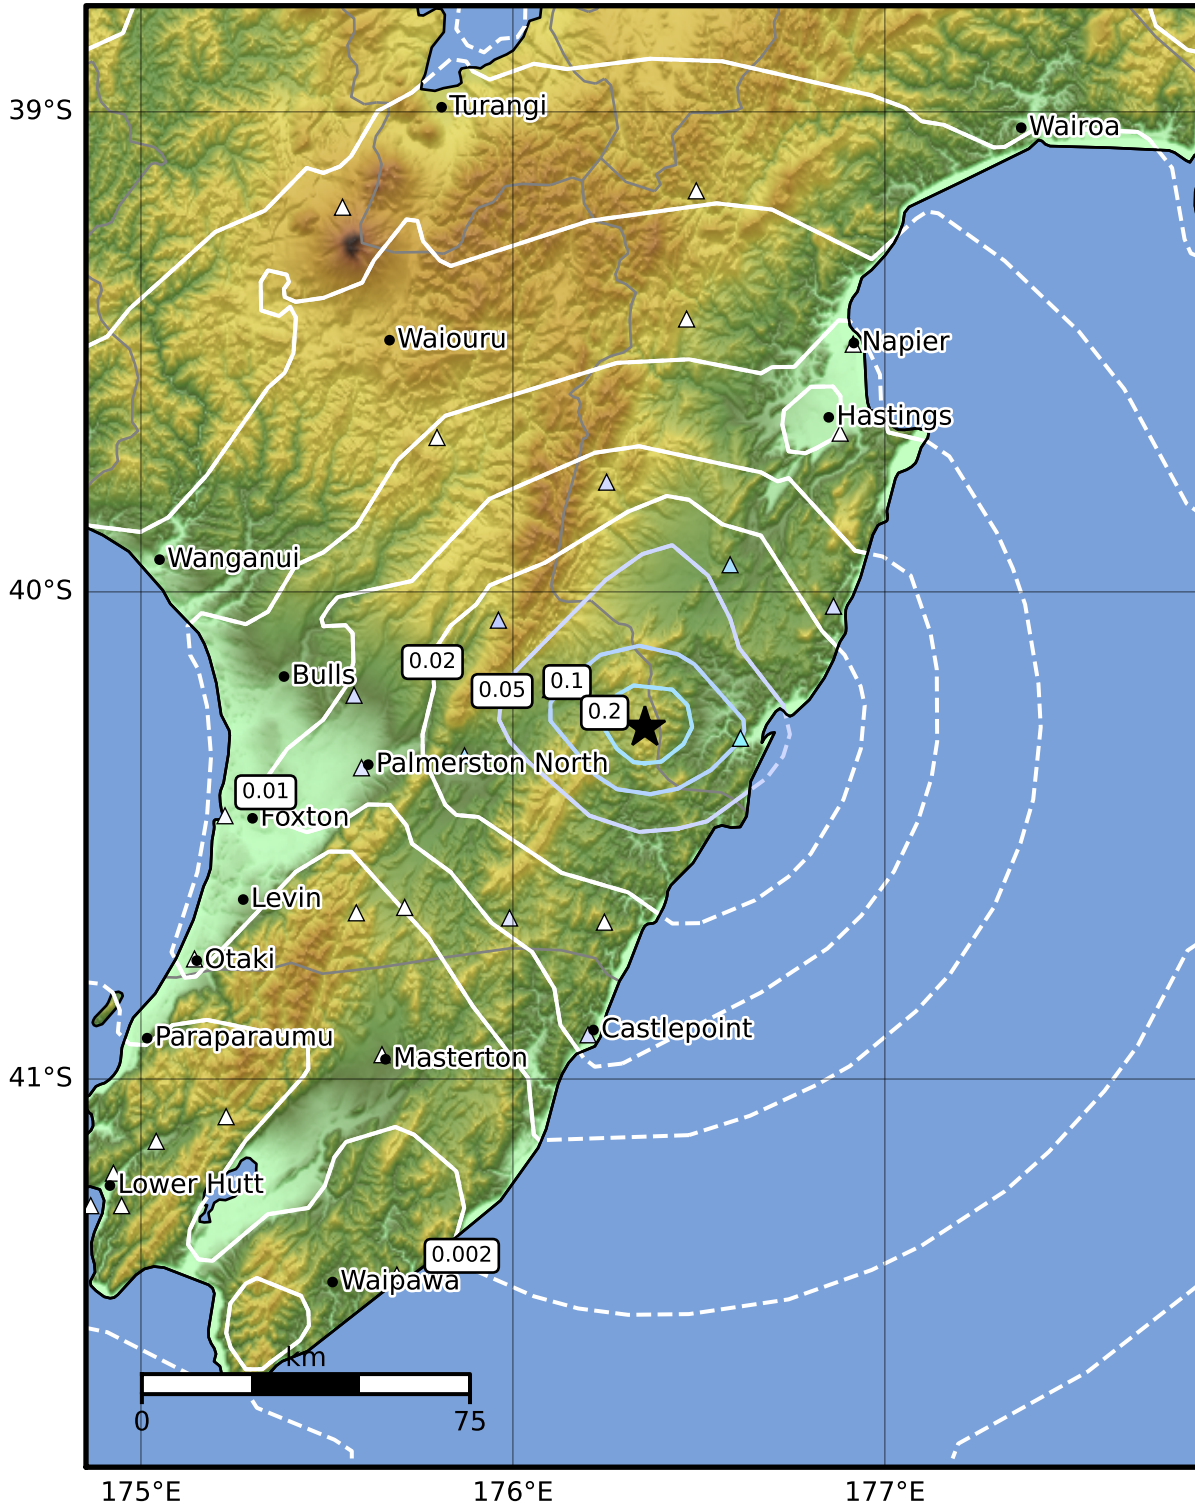 39°S
Turangi
Wairoa
Waiouru
Napier
Hastings
Wanganui
40°S
Bulls
0.02
0.05
0.1
0.2
Palmerston North
0.01
Foxton
Levin
Otaki
Paraparaumu
Castlepoint
Masterton
41°S
Lower Hutt
0.002
Waipawa
km
0
75
175°E
176°E
177°E